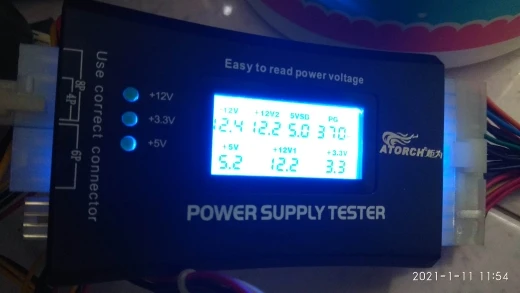 Easy to read power voltage
Use correct connector
8P
4P
6P
+12V
+3.3V
+5V
-12V +12V2 5VSB PG
12.4 12.2 5.0 370
+5V +12V1 +3.3V
5.2 12.2 3.3
ATORCH 炬为
POWER SUPPLY TESTER
2021-1-11 11:54